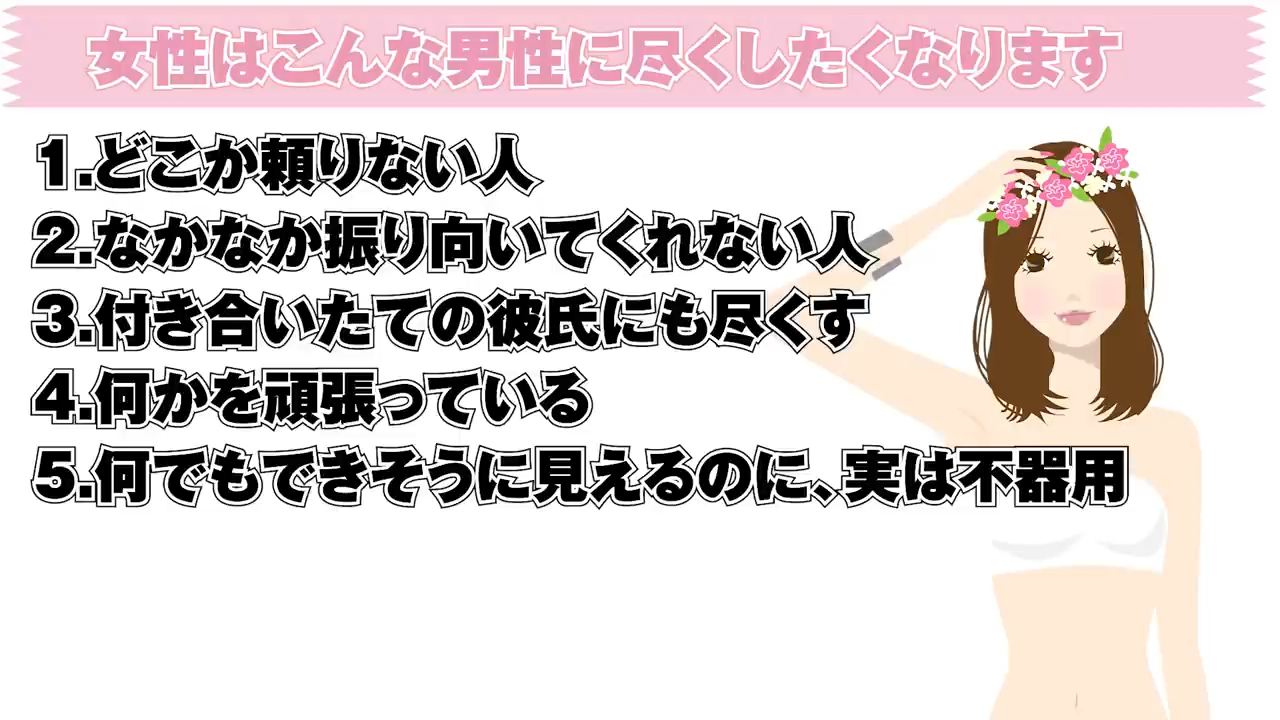 女性はこんな男性に尽くしたくなります
1.どこか頼りない人
2.なかなか振り向いてくれない人
3.付き合いたての彼氏にも尽くす
4.何かを頑張っている
5.何でもできそうに見えるのに、実は不器用